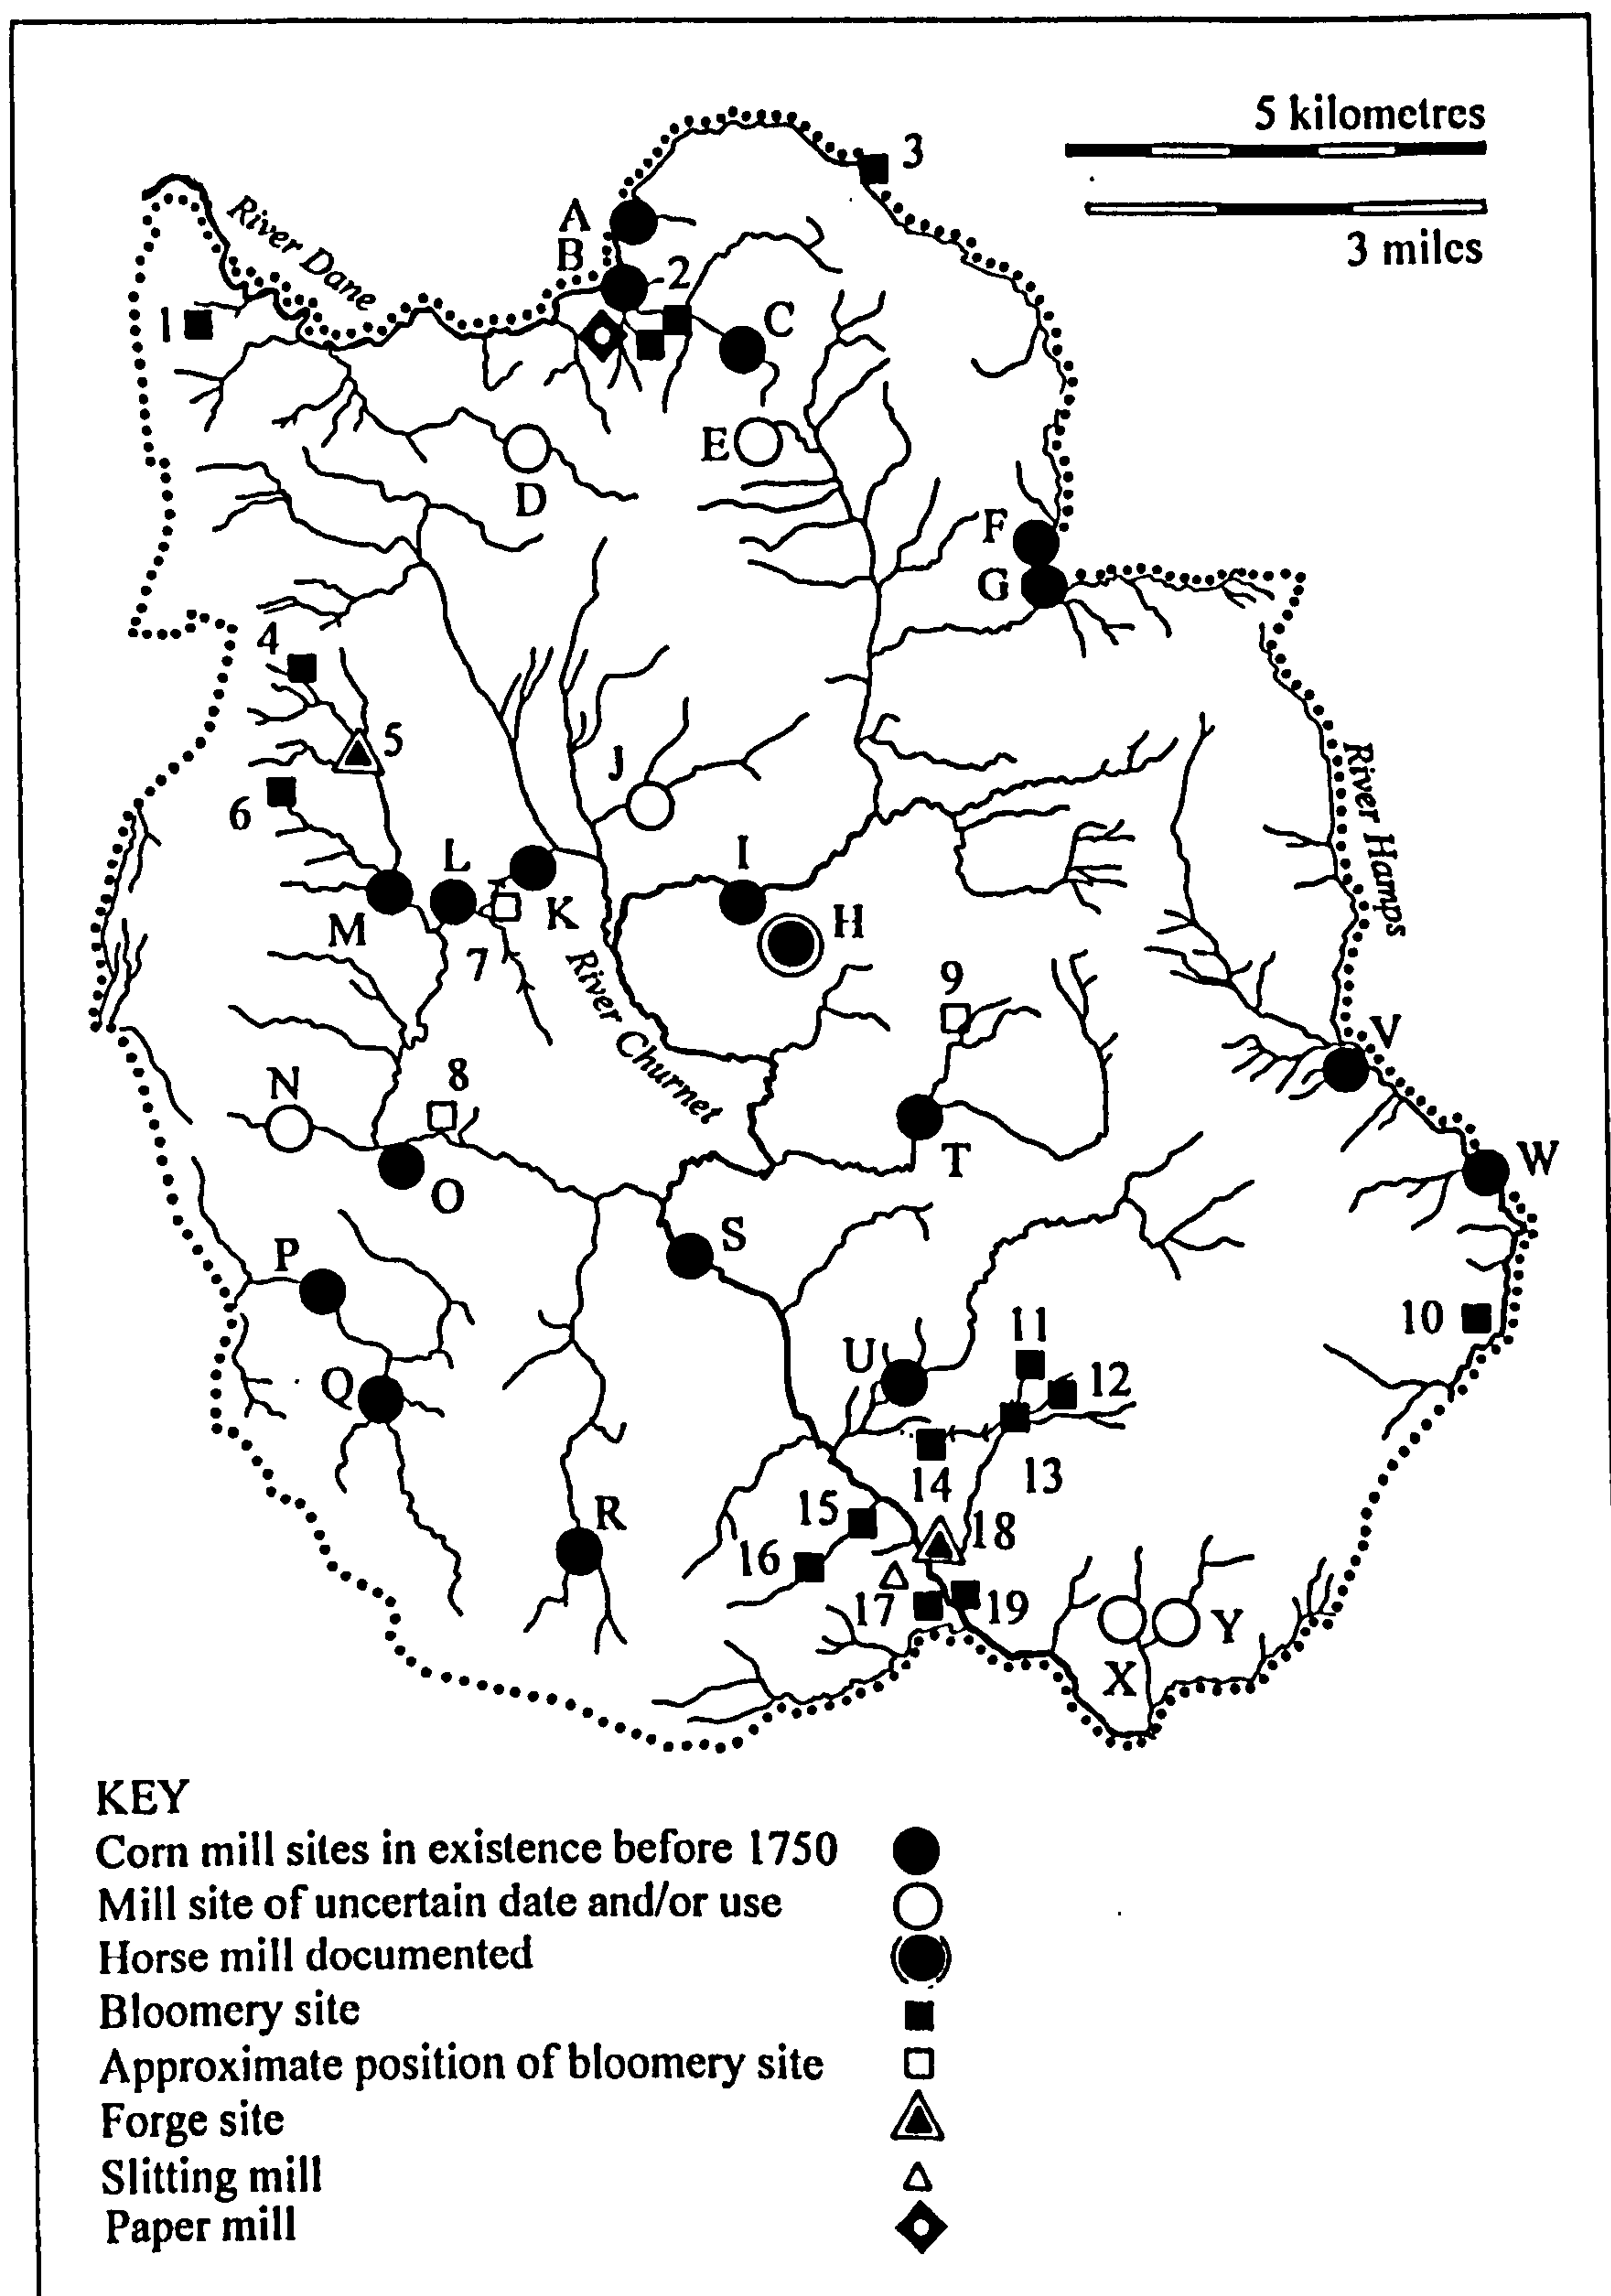 5 kilometres
3 miles
3
A
B
River Dane
2
1
C
E
D
F
G
4
5
J
6
River Hamps
L
I
K
H
M
7
River Churnet
9
V
8
N
T
W
O
S
P
11
10
U
12
Q
14
13
15
R
18
16
17
19
Y
X
KEY
Corn mill sites in existence before 1750
Mill site of uncertain date and/or use
Horse mill documented
Bloomery site
Approximate position of bloomery site
Forge site
Slitting mill
Paper mill